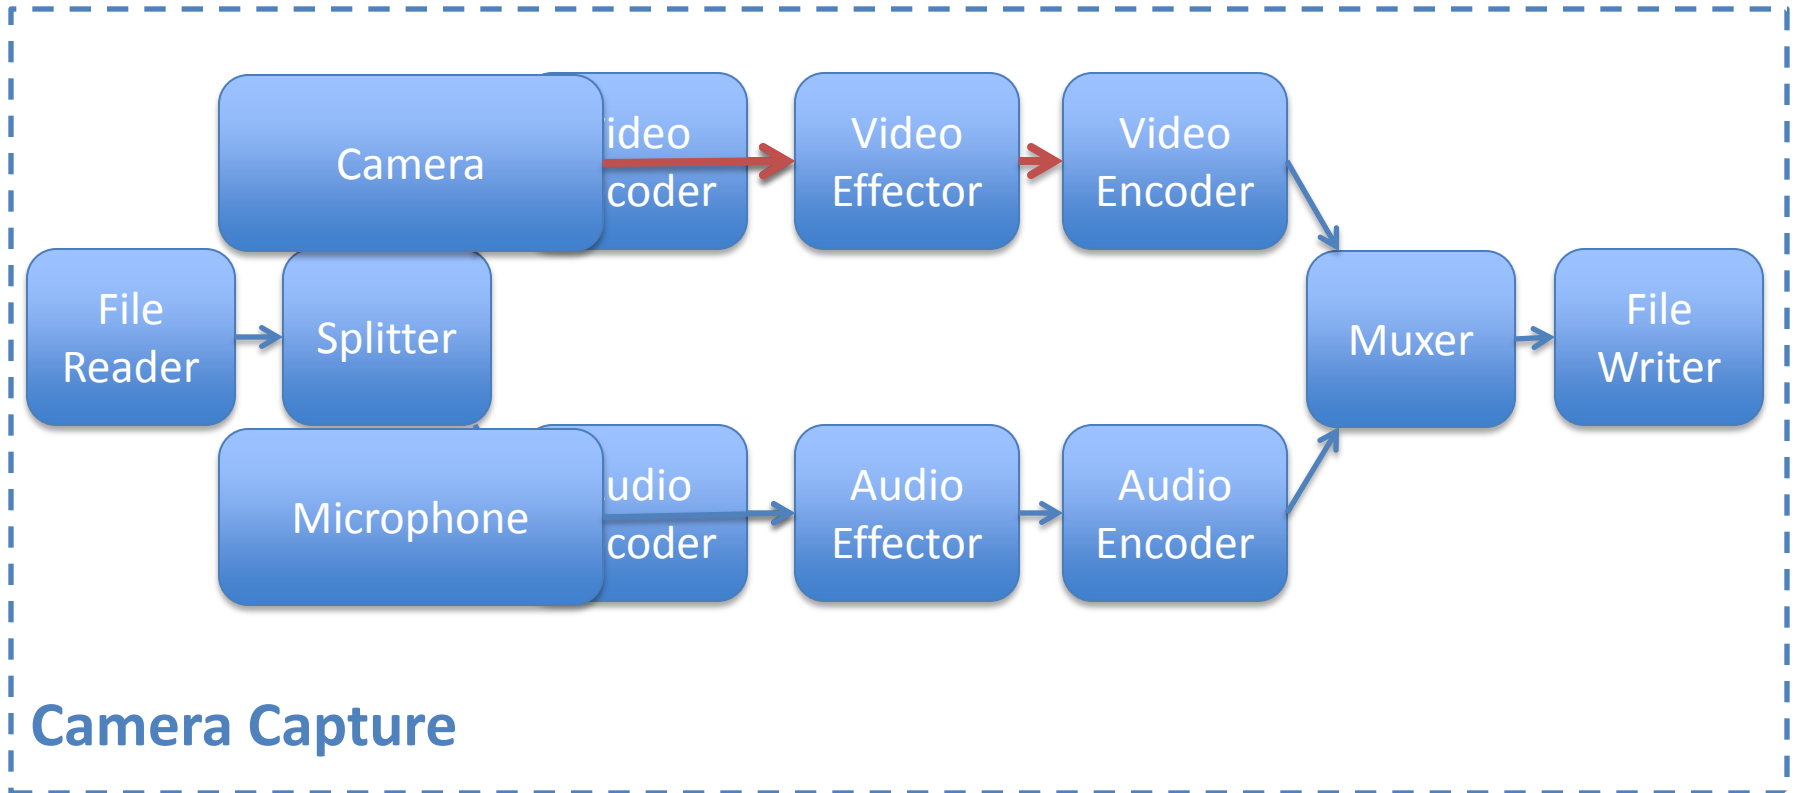 Camera
ideo
coder
Video
Effector
Video
Encoder
File
Reader
Splitter
Muxer
File
Writer
Microphone
udio
coder
Audio
Effector
Audio
Encoder
Camera Capture